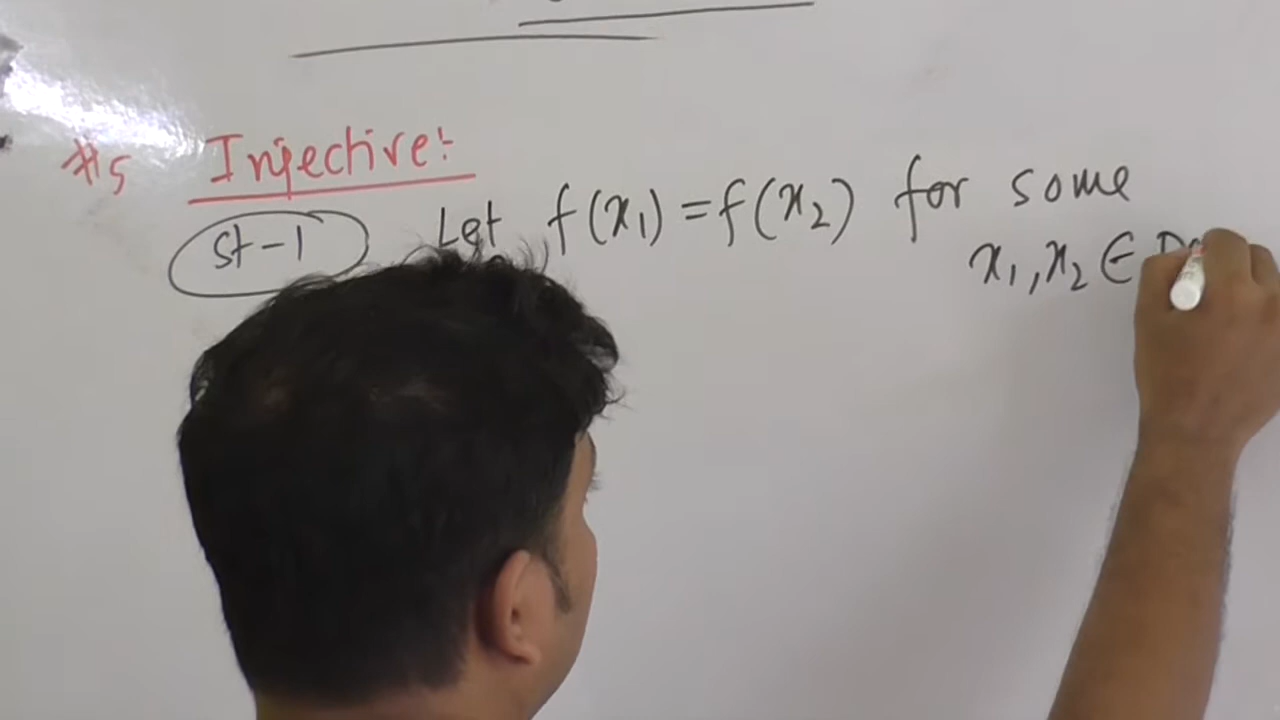 #5 Injective:-
st-1 Let f(x₁) = f(x₂) for some
x₁, x₂ ∈